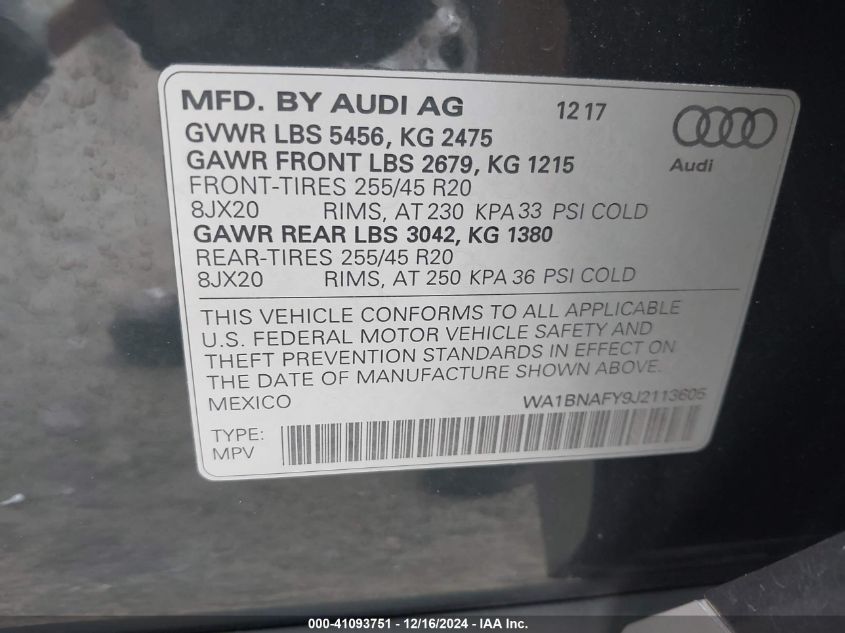 MFD. BY AUDI AG 12 17
GVWR LBS 5456, KG 2475
GAWR FRONT LBS 2679, KG 1215
Audi
FRONT-TIRES 255/45 R20
8JX20 RIMS, AT 230 KPA 33 PSI COLD
GAWR REAR LBS 3042, KG 1380
REAR-TIRES 255/45 R20
8JX20 RIMS, AT 250 KPA 36 PSI COLD
THIS VEHICLE CONFORMS TO ALL APPLICABLE
U.S. FEDERAL MOTOR VEHICLE SAFETY AND
THEFT PREVENTION STANDARDS IN EFFECT ON
THE DATE OF MANUFACTURE SHOWN ABOVE.
MEXICO WA1BNAFY9J2113605
TYPE:
MPV
000-41093751 - 12/16/2024 - IAA Inc.